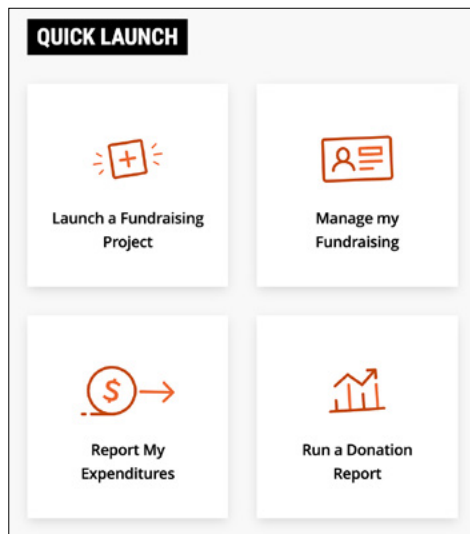 QUICK LAUNCH
Launch a Fundraising
Project
Manage my
Fundraising
$
Report My
Expenditures
Run a Donation
Report